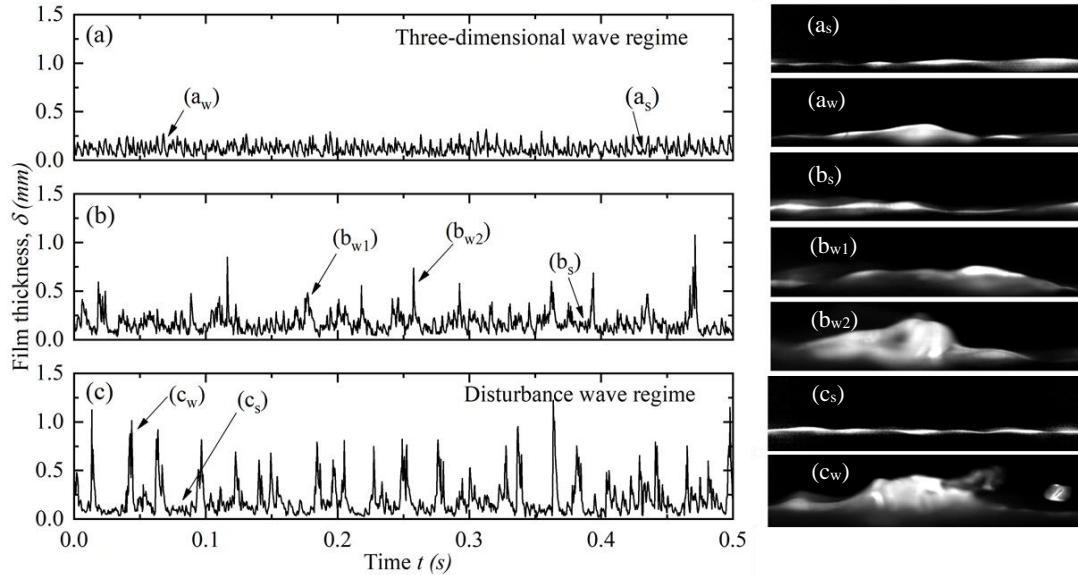 (a)
Three-dimensional wave regime
(a_w)
(a_s)
1.5
1.0
0.5
0.0
(b)
(b_w1)
(b_w2)
(b_s)
1.5
1.0
0.5
0.0
(c)
Disturbance wave regime
(c_w)
(c_s)
1.5
1.0
0.5
0.0
Film thickness, δ (mm)
0.0 0.1 0.2 0.3 0.4 0.5
Time t (s)
(a_s)
(a_w)
(b_s)
(b_w1)
(b_w2)
(c_s)
(c_w)